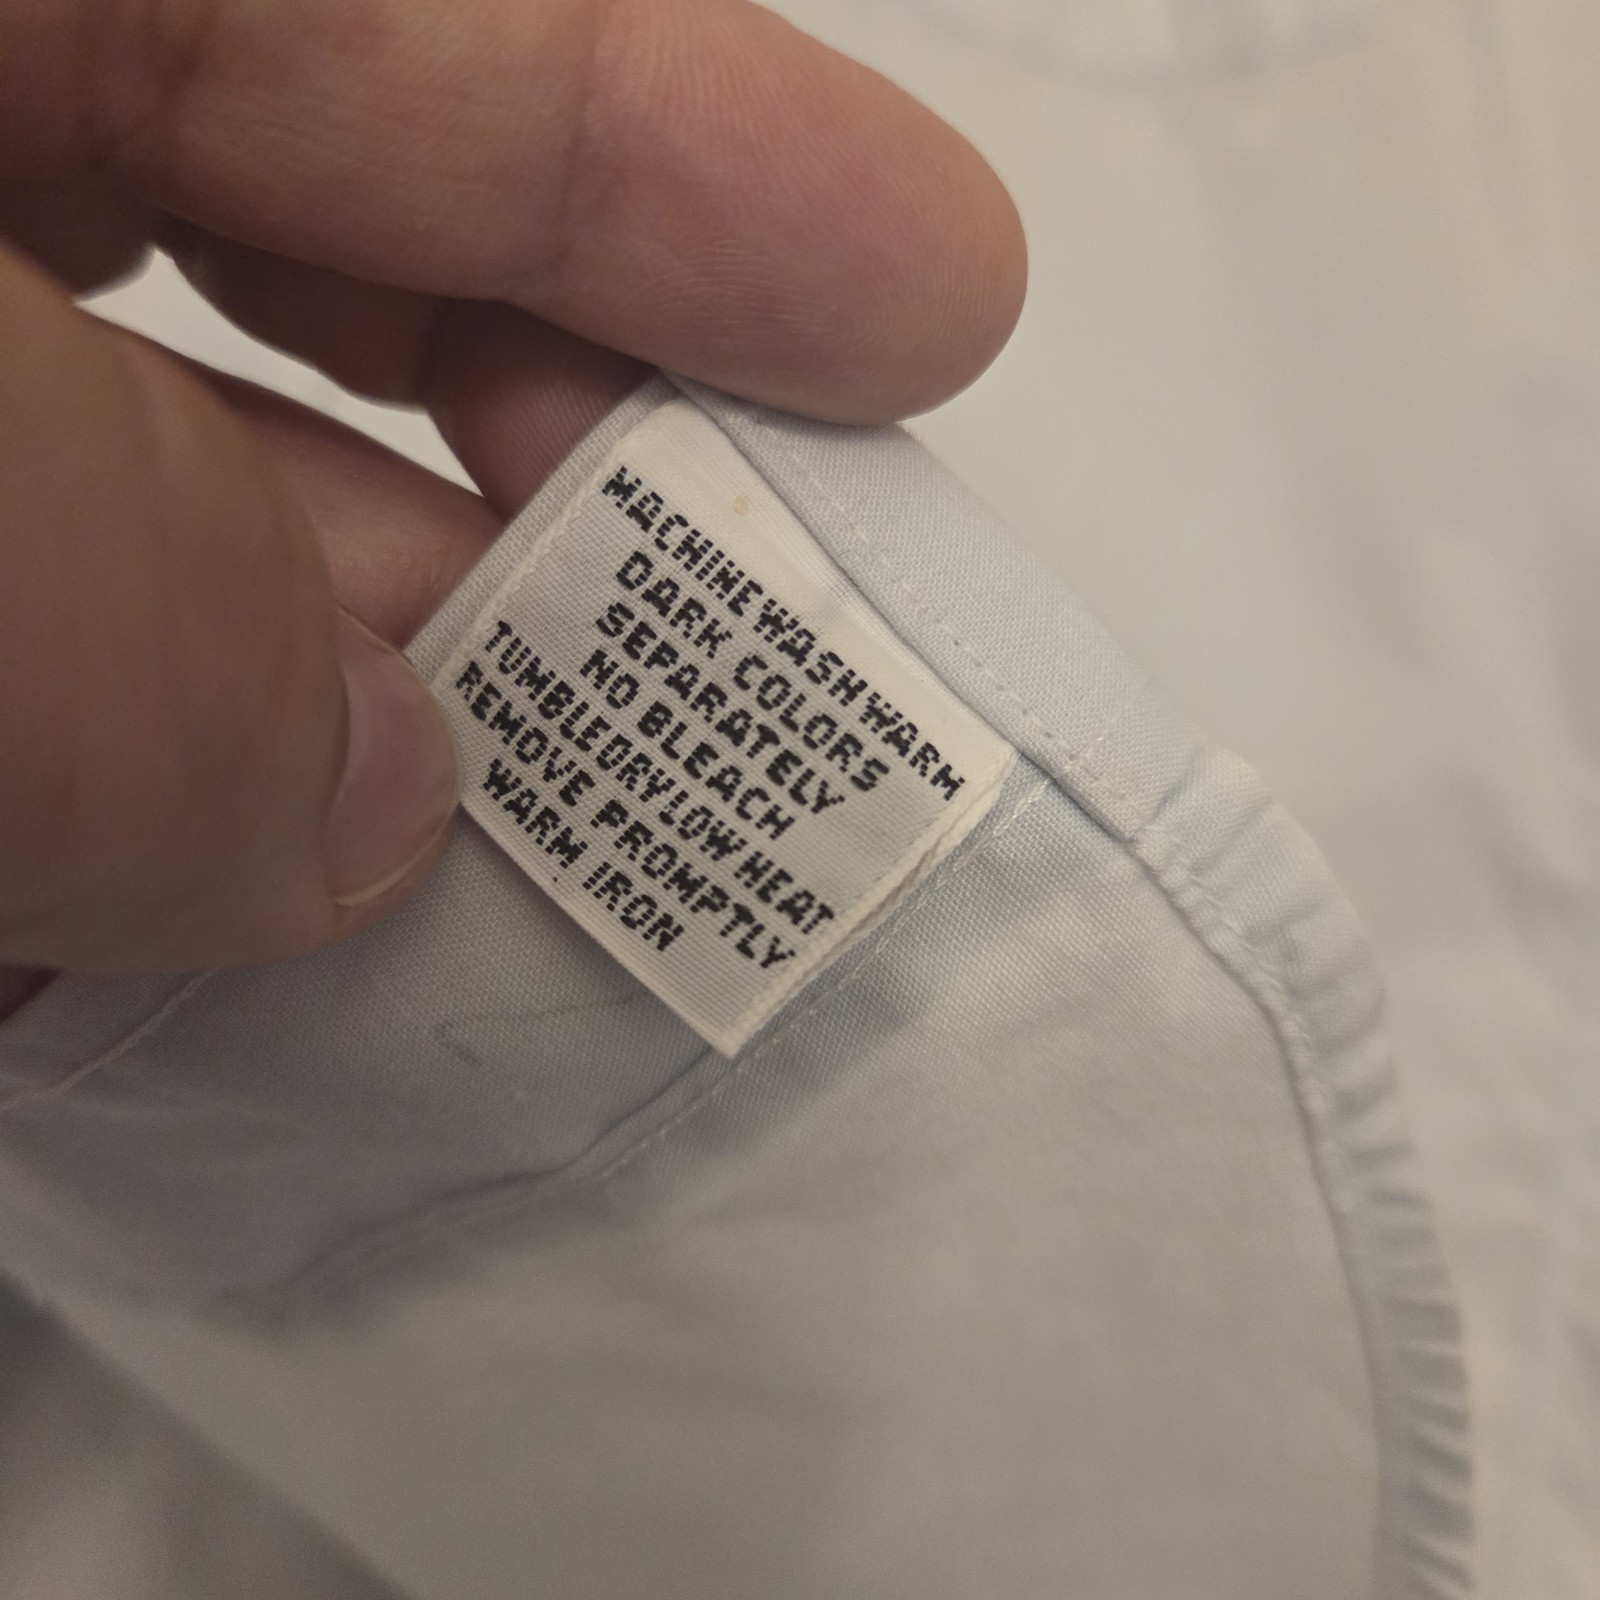 MACHINE WASH WARM
DARK COLORS
SEPARATELY
NO BLEACH
TUMBLE DRY LOW HEAT
REMOVE PROMPTLY
WARM IRON